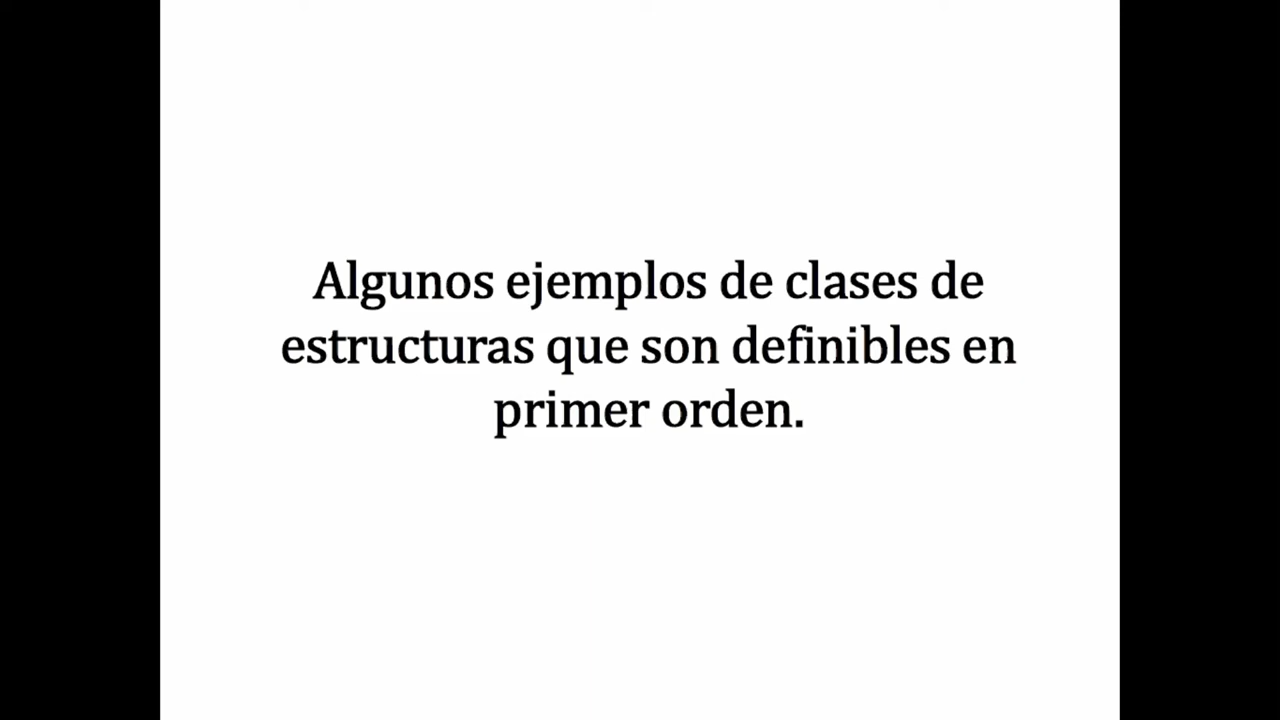 Algunos ejemplos de clases de
estructuras que son definibles en
primer orden.